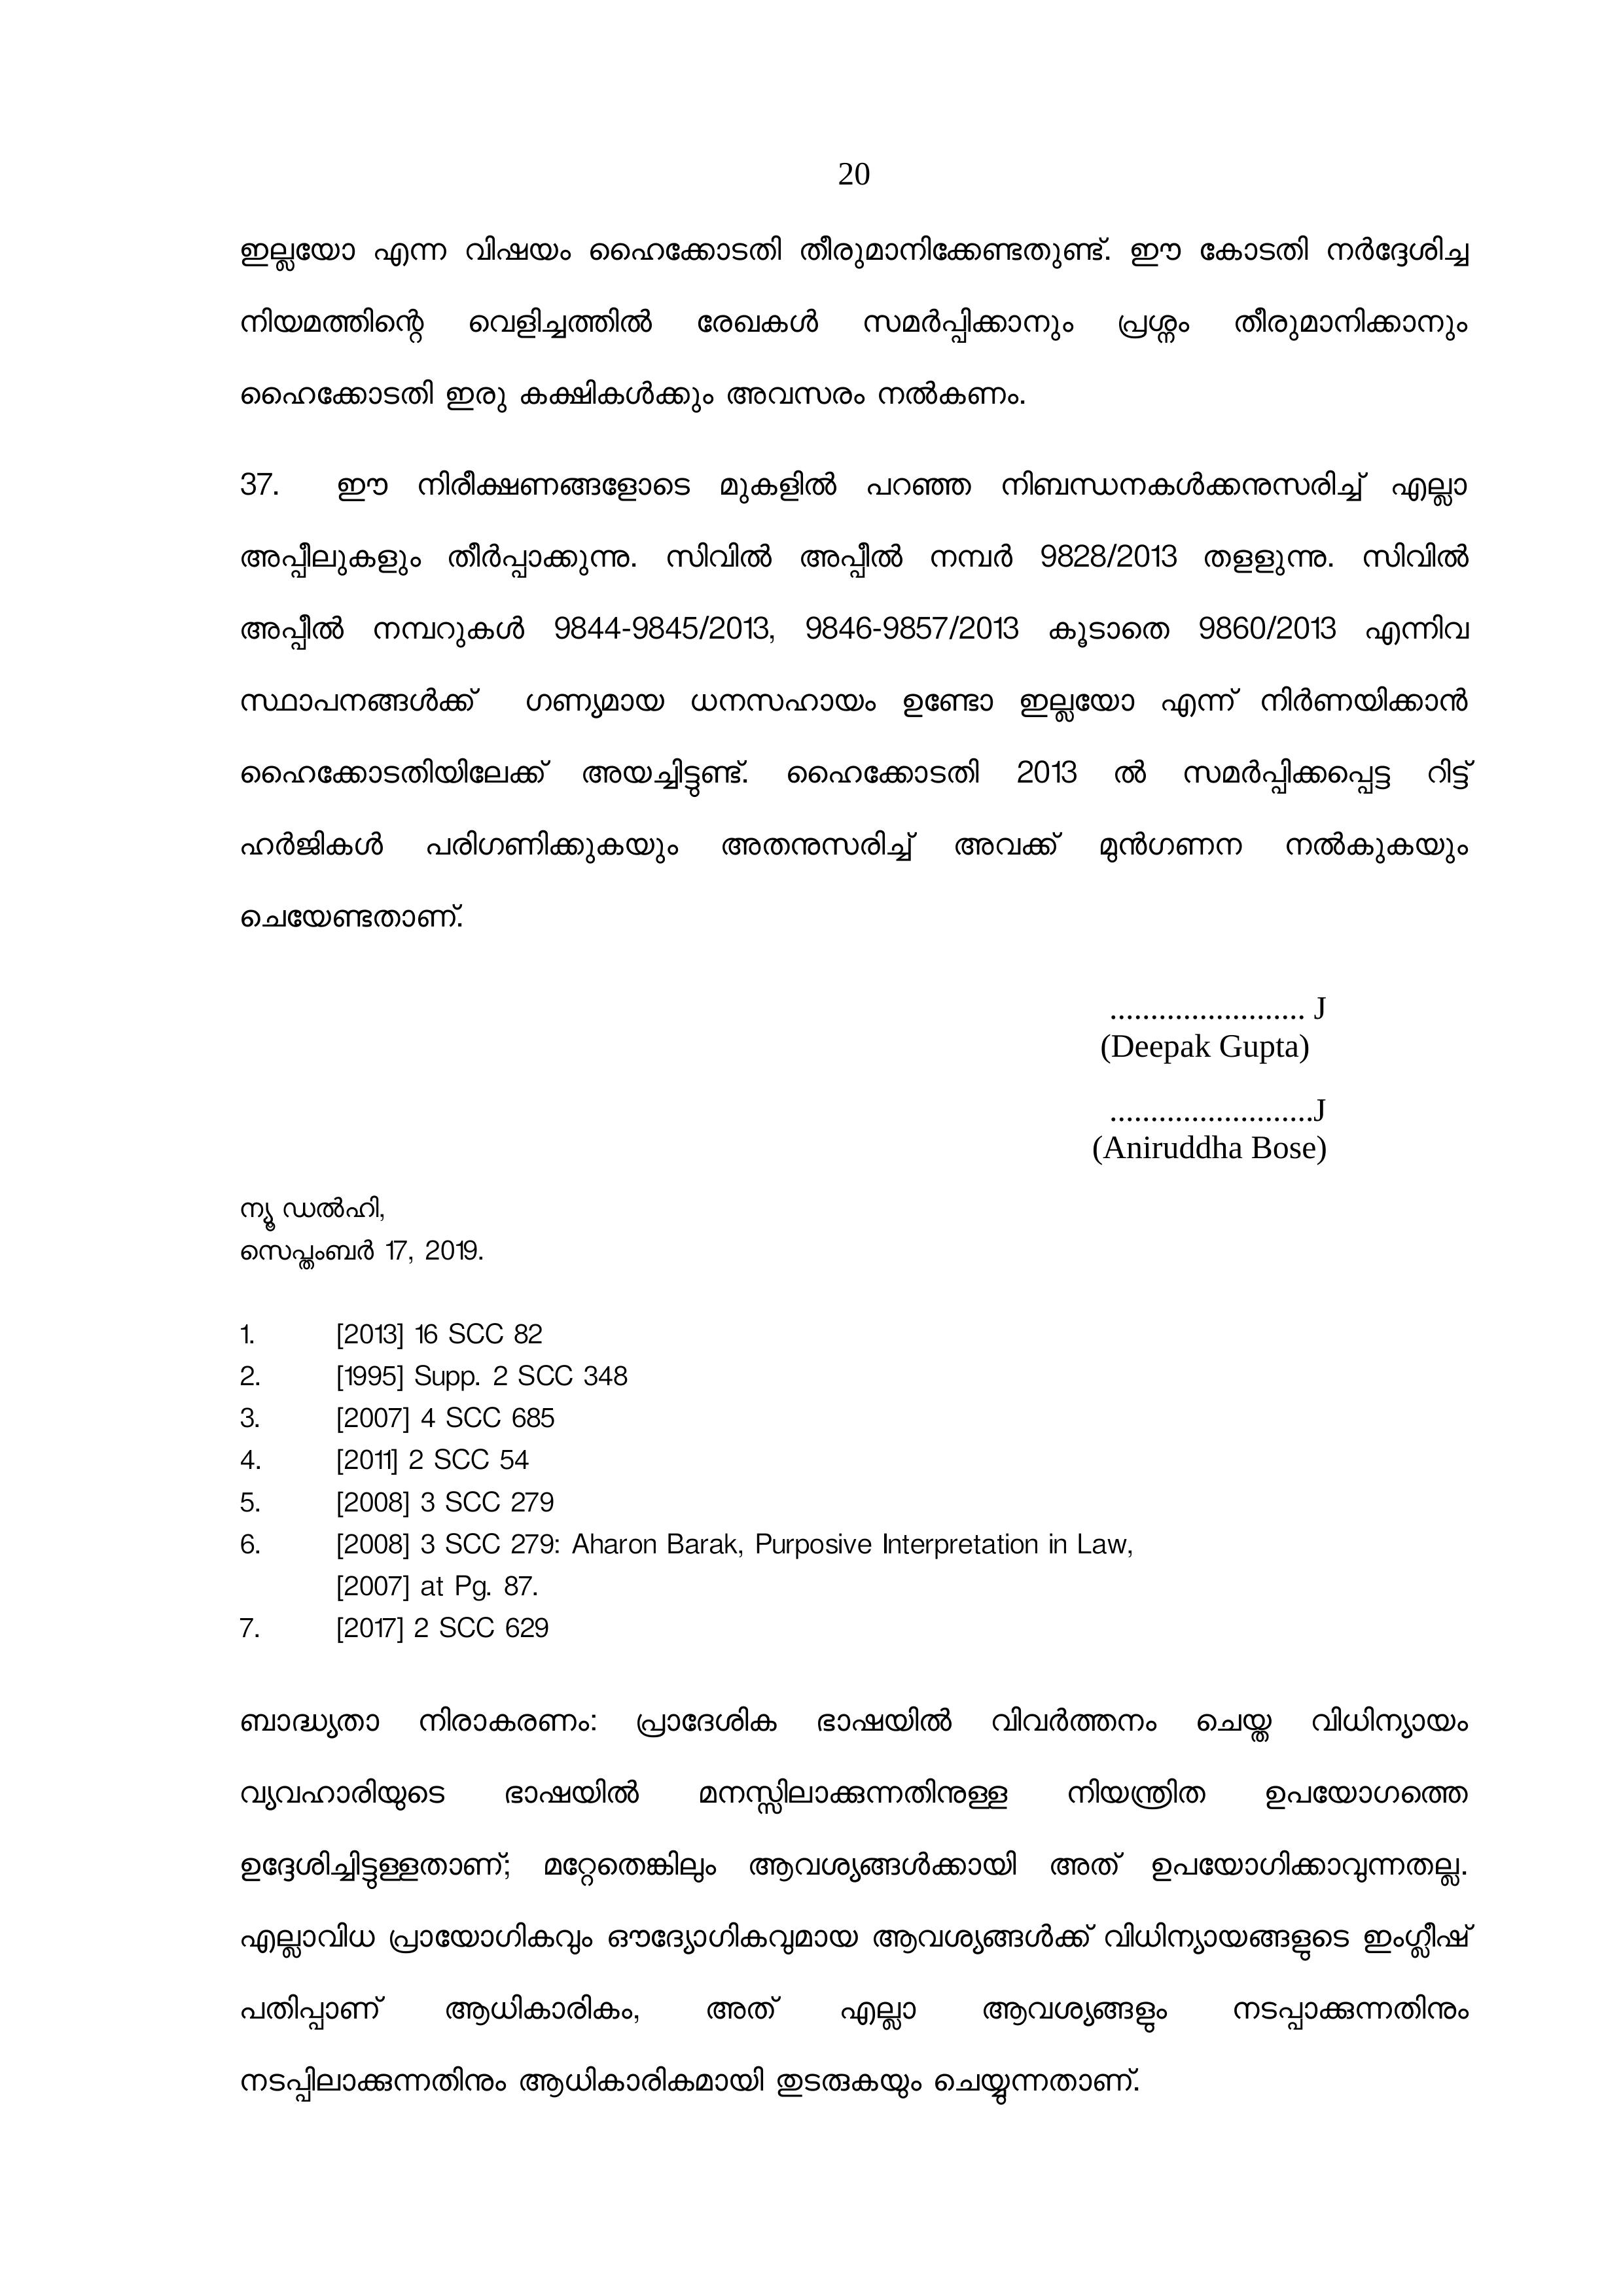 20
ഇല്ലയോ എന്ന വിഷയം ഹൈക്കോടതി തീരുമാനിക്കേണ്ടതുണ്ട്. ഈ കോടതി നർദ്ദേശിച്ച
നിയമത്തിന്റെ വെളിച്ചത്തിൽ രേഖകൾ സമർപ്പിക്കാനും പ്രശ്നം തീരുമാനിക്കാനും
ഹൈക്കോടതി ഇരു കക്ഷികൾക്കും അവസരം നൽകണം.
37. ഈ നിരീക്ഷണങ്ങളോടെ മുകളിൽ പറഞ്ഞ നിബന്ധനകൾക്കനുസരിച്ച് എല്ലാ
അപ്പീലുകളും തീർപ്പാക്കുന്നു. സിവിൽ അപ്പീൽ നമ്പർ 9828/2013 തളളുന്നു. സിവിൽ
അപ്പീൽ നമ്പറുകൾ 9844-9845/2013, 9846-9857/2013 കൂടാതെ 9860/2013 എന്നിവ
സ്ഥാപനങ്ങൾക്ക് ഗണ്യമായ ധനസഹായം ഉണ്ടോ ഇല്ലയോ എന്ന് നിർണയിക്കാൻ
ഹൈക്കോടതിയിലേക്ക് അയച്ചിട്ടുണ്ട്. ഹൈക്കോടതി 2013 ൽ സമർപ്പിക്കപ്പെട്ട റിട്ട്
ഹർജികൾ പരിഗണിക്കുകയും അതനുസരിച്ച് അവക്ക് മുൻഗണന നൽകുകയും
ചെയേണ്ടതാണ്.
........................ J
(Deepak Gupta)
.........................J
(Aniruddha Bose)
ന്യൂ ഡൽഹി,
സെപ്തംബർ 17, 2019.
1. [2013] 16 SCC 82
2. [1995] Supp. 2 SCC 348
3. [2007] 4 SCC 685
4. [2011] 2 SCC 54
5. [2008] 3 SCC 279
6. [2008] 3 SCC 279: Aharon Barak, Purposive Interpretation in Law,
[2007] at Pg. 87.
7. [2017] 2 SCC 629
ബാദ്ധ്യതാ നിരാകരണം: പ്രാദേശിക ഭാഷയിൽ വിവർത്തനം ചെയ്ത വിധിന്യായം
വ്യവഹാരിയുടെ ഭാഷയിൽ മനസ്സിലാക്കുന്നതിനുള്ള നിയന്ത്രിത ഉപയോഗത്തെ
ഉദ്ദേശിച്ചിട്ടുള്ളതാണ്; മറ്റേതെങ്കിലും ആവശ്യങ്ങൾക്കായി അത് ഉപയോഗിക്കാവുന്നതല്ല.
എല്ലാവിധ പ്രായോഗികവും ഔദ്യോഗികവുമായ ആവശ്യങ്ങൾക്ക് വിധിന്യായങ്ങളുടെ ഇംഗ്ലീഷ്
പതിപ്പാണ് ആധികാരികം, അത് എല്ലാ ആവശ്യങ്ങളും നടപ്പാക്കുന്നതിനും
നടപ്പിലാക്കുന്നതിനും ആധികാരികമായി തുടരുകയും ചെയ്യുന്നതാണ്.